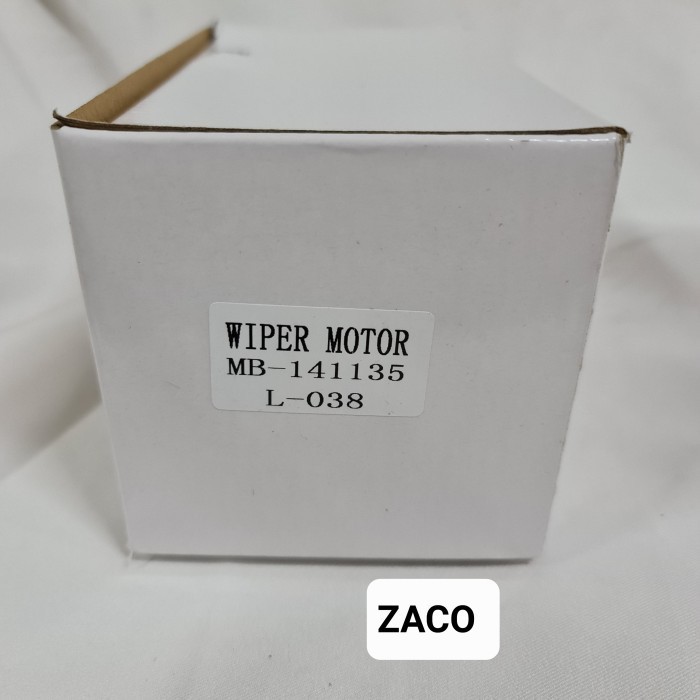 WIPER MOTOR
MB-141135
L-038
ZACO